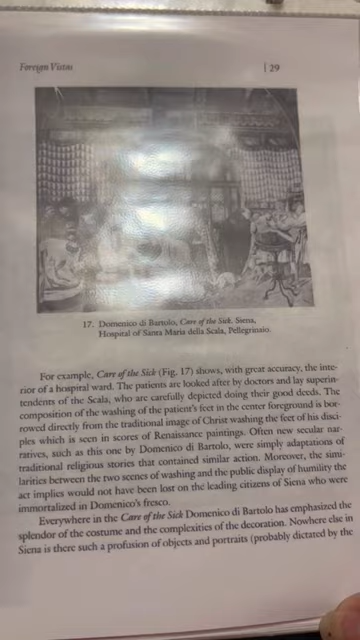 Foreign Vistas | 29
17. Domenico di Bartolo, Care of the Sick. Siena,
Hospital of Santa Maria della Scala, Pellegrinaio.
For example, Care of the Sick (Fig. 17) shows, with great accuracy, the inte-
rior of a hospital ward. The patients are looked after by doctors and lay superin-
tendents of the Scala, who are carefully depicted doing their good deeds. The
composition of the washing of the patient's feet in the center foreground is bor-
rowed directly from the traditional image of Christ washing the feet of his disci-
ples which is seen in scores of Renaissance paintings. Often new secular nar-
ratives, such as this one by Domenico di Bartolo, were simply adaptations of
traditional religious stories that contained similar action. Moreover, the simi-
larities between the two scenes of washing and the public display of humility the
act implies would not have been lost on the leading citizens of Siena who were
immortalized in Domenico's fresco.
Everywhere in the Care of the Sick Domenico di Bartolo has emphasized the
splendor of the costume and the complexities of the decoration. Nowhere else in
Siena is there such a profusion of objects and portraits (probably dictated by the